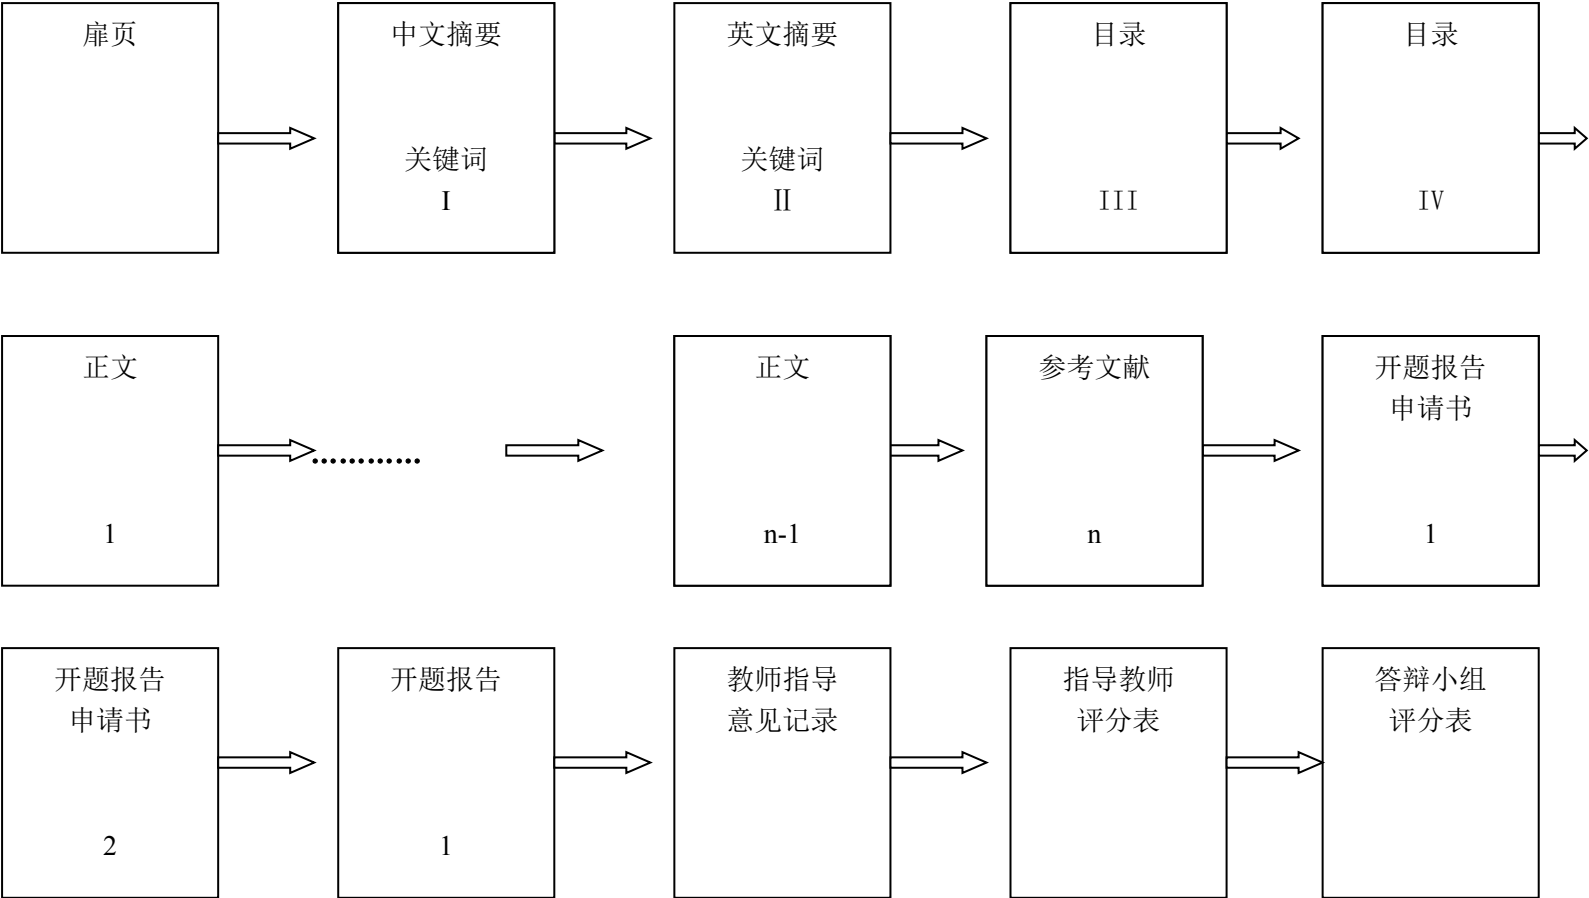 扉页
中文摘要
关键词
I
英文摘要
关键词
Ⅱ
目录
III
目录
IV
正文
1
............
正文
n-1
参考文献
n
开题报告
申请书
1
开题报告
申请书
2
开题报告
1
教师指导
意见记录
指导教师
评分表
答辩小组
评分表